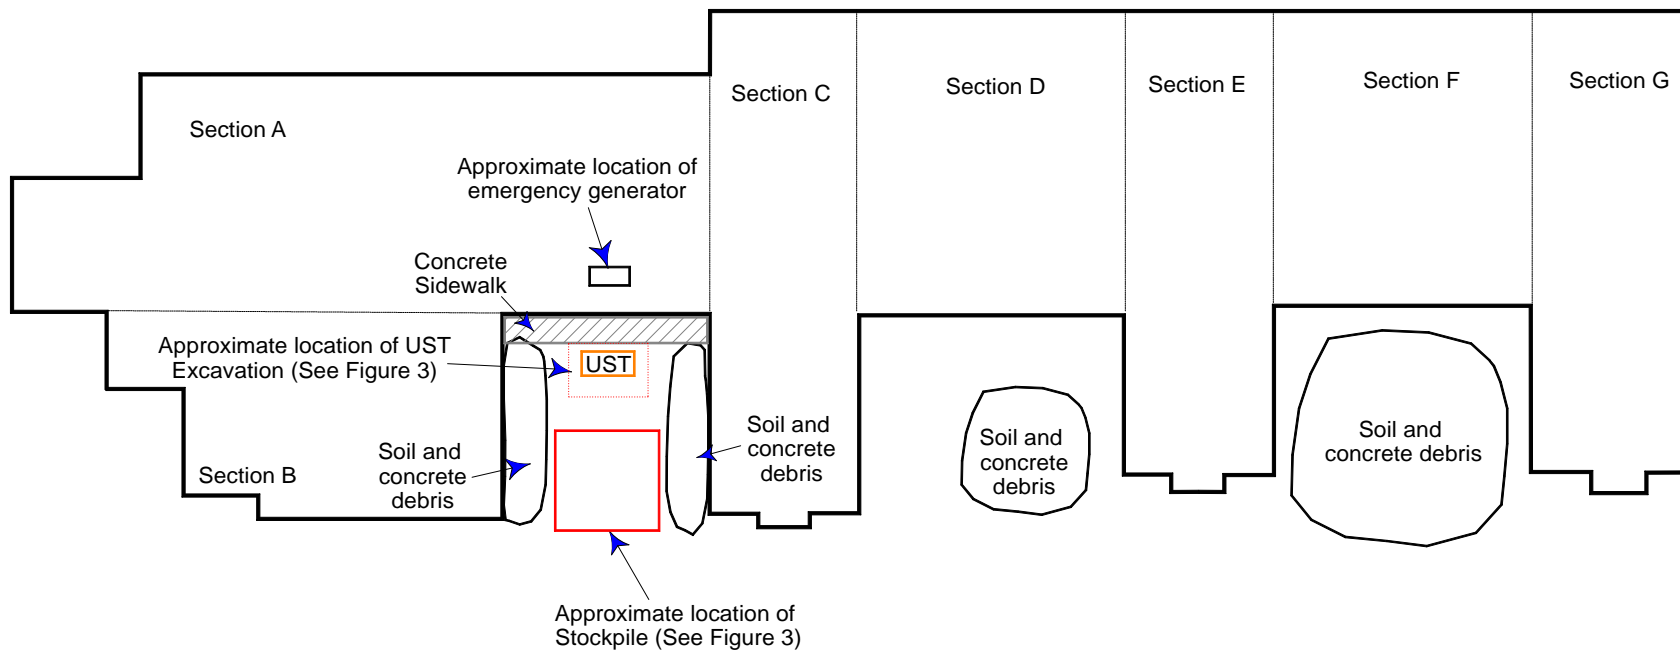 Section A
Section C
Section D
Section E
Section F
Section G
Approximate location of
emergency generator
Concrete
Sidewalk
Approximate location of UST
Excavation (See Figure 3)
UST
Section B
Soil and
concrete
debris
Soil and
concrete
debris
Soil and
concrete
debris
Soil and
concrete debris
Approximate location of
Stockpile (See Figure 3)